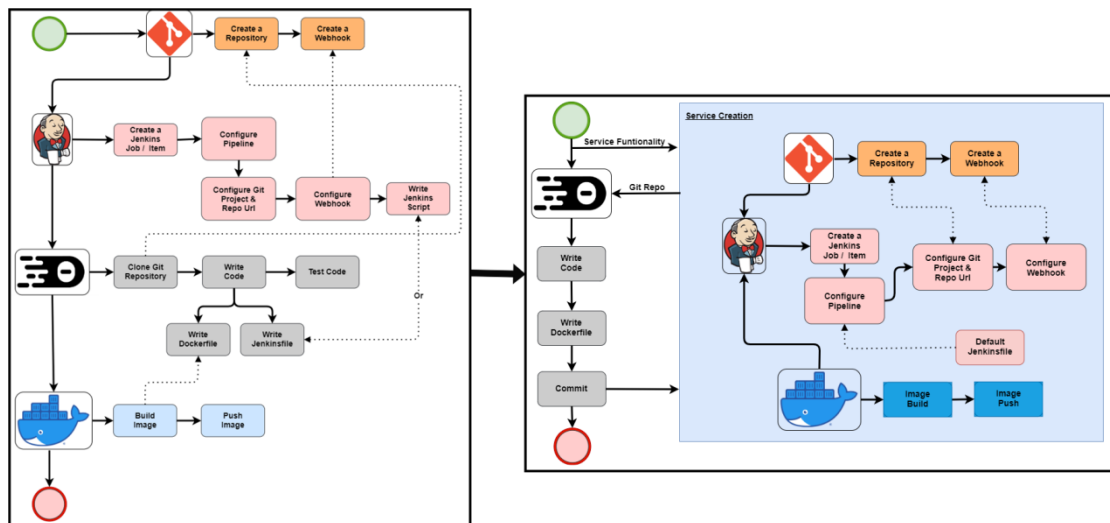 Create a
Repository
Create a
Webhook
Create a
Jenkins
Job / Item
Configure
Pipeline
Configure Git
Project &
Repo Url
Configure
Webhook
Write
Jenkins
Script
Clone Git
Repository
Write
Code
Test Code
Or
Write
Dockerfile
Write
Jenkinsfile
Build
Image
Push
Image
Service Funtionality
Git Repo
Write
Code
Write
Dockerfile
Commit
Service Creation
Create a
Repository
Create a
Webhook
Create a
Jenkins
Job / Item
Configure Git
Project &
Repo Url
Configure
Webhook
Configure
Pipeline
Default
Jenkinsfile
Image
Build
Image
Push